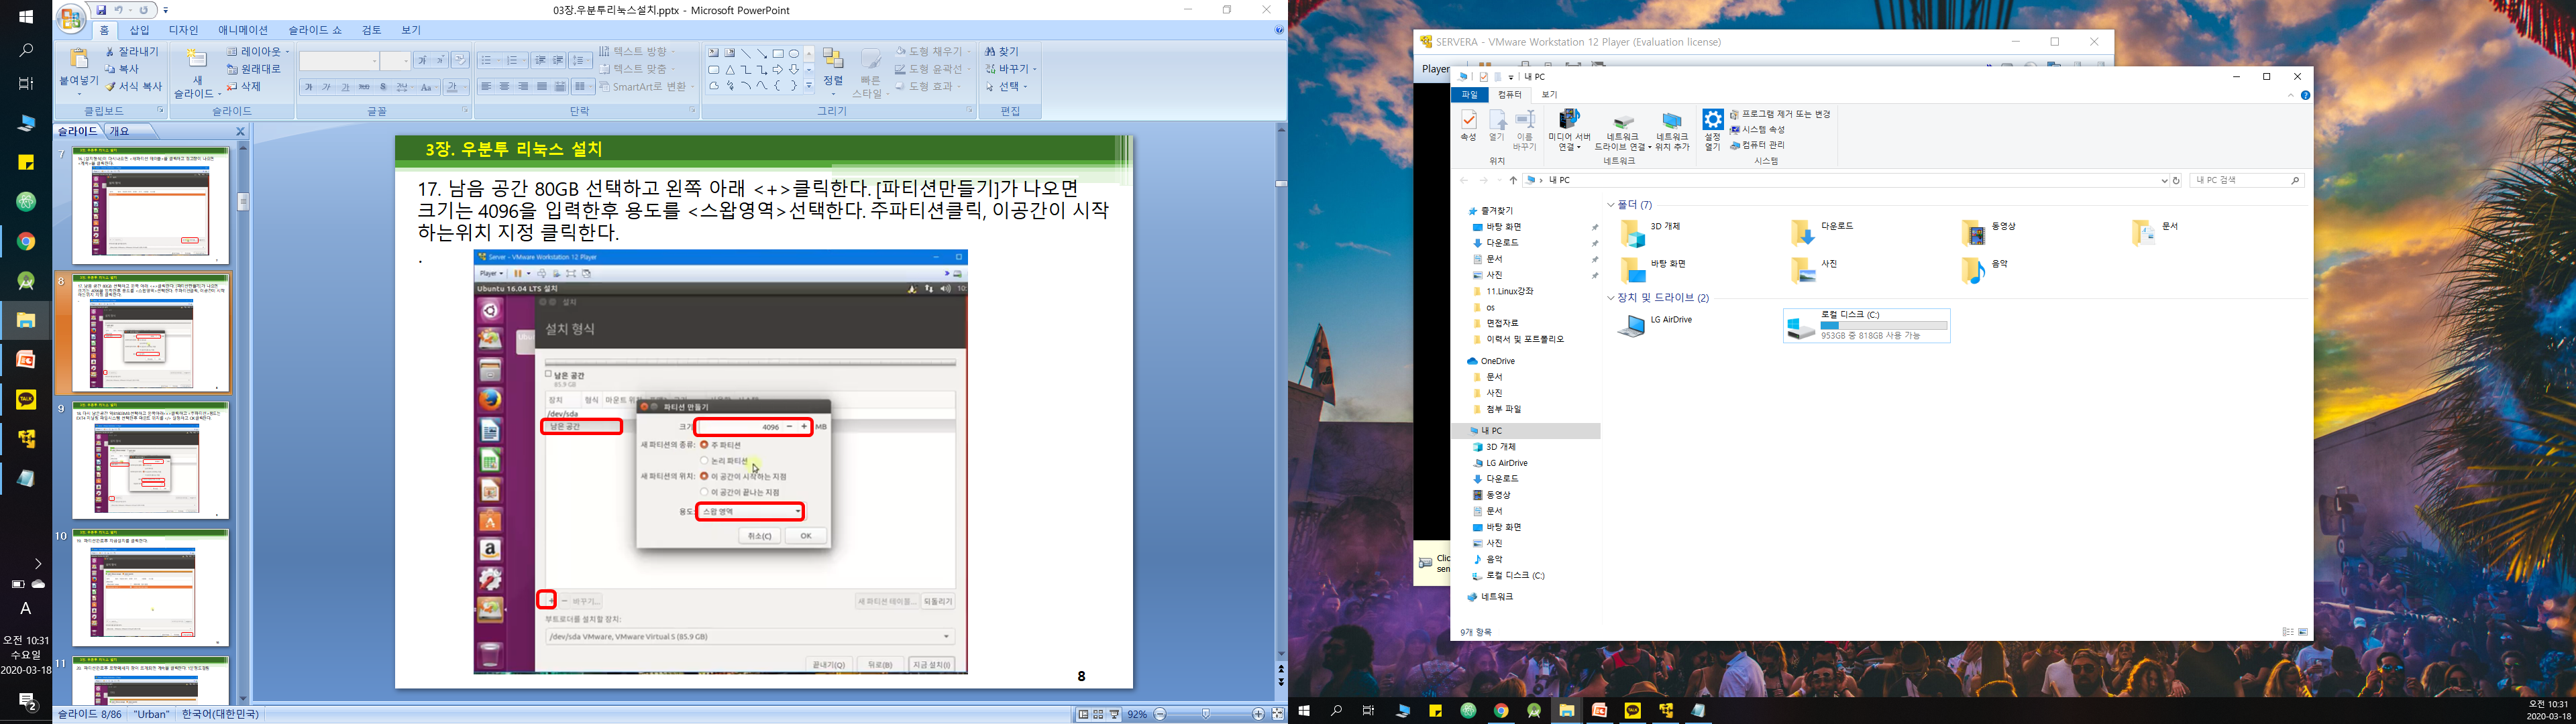 03장.우분투리눅스설치.pptx - Microsoft PowerPoint
홈 삽입 디자인 애니메이션 슬라이드 쇼 검토 보기
붙여넣기
잘라내기
복사
서식 복사
클립보드
새
슬라이드
레이아웃
원래대로
삭제
슬라이드
글꼴
텍스트 방향
텍스트 맞춤
SmartArt로 변환
단락
정렬
빠른
스타일
도형 채우기
도형 윤곽선
도형 효과
그리기
찾기
바꾸기
선택
편집
슬라이드 개요
7
8
9
10
11
3장. 우분투 리눅스 설치
17. 남음 공간 80GB 선택하고 왼쪽 아래 <+>클릭한다. [파티션만들기]가 나오면
크기는 4096을 입력한후 용도를 <스왑영역>선택한다. 주파티션클릭, 이공간이 시작
하는위치 지정 클릭한다.
.
Server - VMware Workstation 12 Player
Player
Ubuntu 16.04 LTS 설치
설치
설치 형식
남은 공간
85.9 GB
장치 형식 마운트 위
/dev/sda
남은 공간
파티션 만들기
크기: 4096 − + MB
새 파티션의 종류: 주 파티션
논리 파티션
새 파티션의 위치: 이 공간이 시작하는 지점
이 공간이 끝나는 지점
용도: 스왑 영역
취소(C) OK
+ − 바꾸기...
새 파티션 테이블... 되돌리기
부트로더를 설치할 장치:
/dev/sda VMware, VMware Virtual S (85.9 GB)
끝내기(Q) 뒤로(B) 지금 설치(I)
8
슬라이드 8/86 "Urban" 한국어(대한민국)
92%
A
오전 10:31
수요일
2020-03-18
2
SERVERA - VMware Workstation 12 Player (Evaluation license)
Player
내 PC
파일 컴퓨터 보기
속성
열기
이름
바꾸기
위치
미디어 서버
연결
네트워크
드라이브 연결
네트워크
위치 추가
네트워크
설정
열기
프로그램 제거 또는 변경
시스템 속성
컴퓨터 관리
시스템
내 PC
내 PC 검색
즐겨찾기
바탕 화면
다운로드
문서
사진
11.Linux강좌
os
면접자료
이력서 및 포트폴리오
OneDrive
문서
사진
첨부 파일
내 PC
3D 개체
LG AirDrive
다운로드
동영상
문서
바탕 화면
사진
음악
로컬 디스크 (C:)
네트워크
폴더 (7)
3D 개체 다운로드 동영상 문서
바탕 화면 사진 음악
장치 및 드라이브 (2)
LG AirDrive
로컬 디스크 (C:)
953GB 중 818GB 사용 가능
9개 항목
오전 10:31
2020-03-18